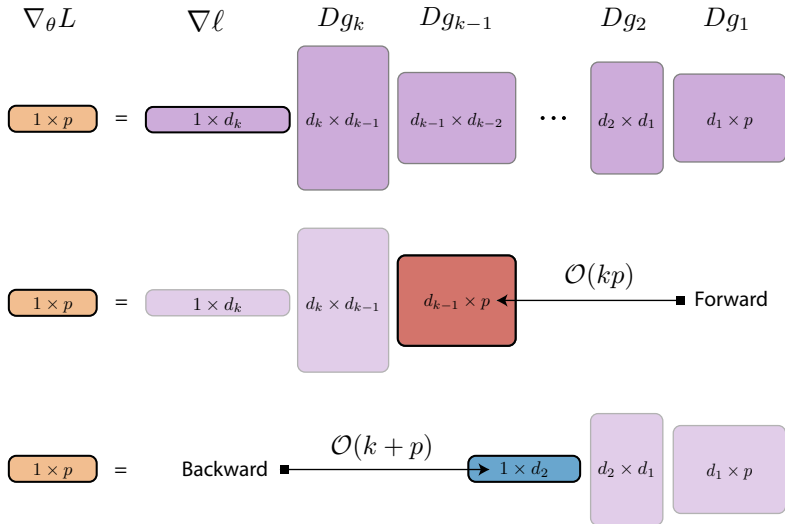 ∇_θ L ∇ℓ Dg_k Dg_{k−1} Dg_2 Dg_1
1 × p = 1 × d_k d_k × d_{k−1} d_{k−1} × d_{k−2} ··· d_2 × d_1 d_1 × p
1 × p = 1 × d_k d_k × d_{k−1} d_{k−1} × p O(kp) Forward
1 × p = Backward O(k + p) 1 × d_2 d_2 × d_1 d_1 × p